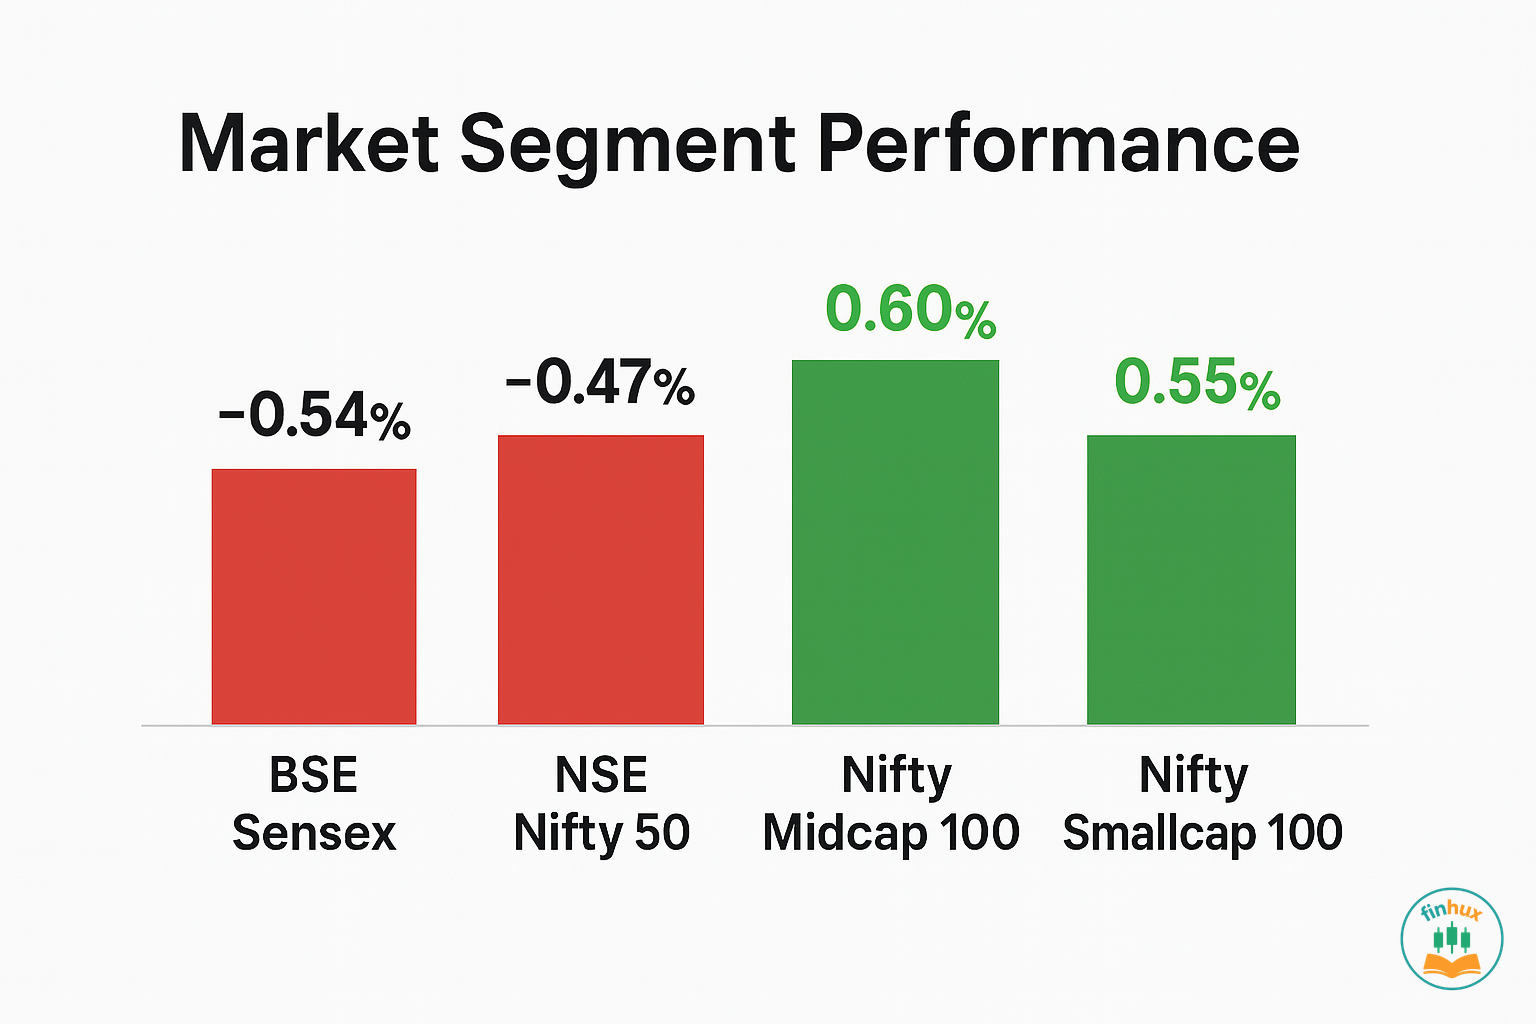 Market Segment Performance
−0.54%
−0.47%
0.60%
0.55%
BSE
Sensex
NSE
Nifty 50
Nifty
Midcap 100
Nifty
Smallcap 100
finhux